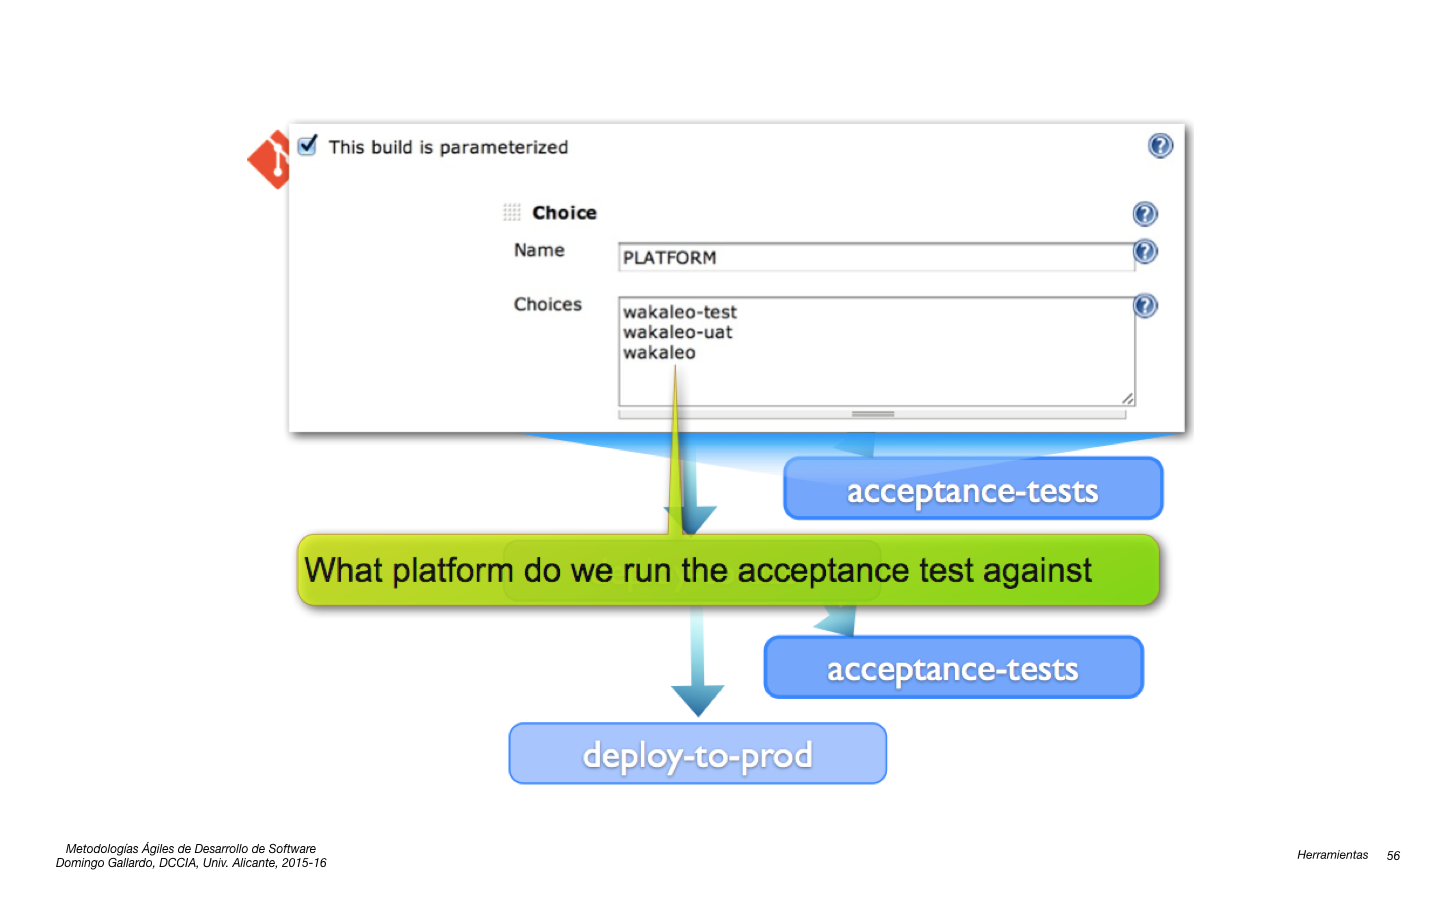 This build is parameterized
Choice
Name
PLATFORM
Choices
wakaleo-test
wakaleo-uat
wakaleo
acceptance-tests
What platform do we run the acceptance test against
acceptance-tests
deploy-to-prod
Metodologías Ágiles de Desarrollo de Software
Domingo Gallardo, DCCIA, Univ. Alicante, 2015-16
Herramientas 56